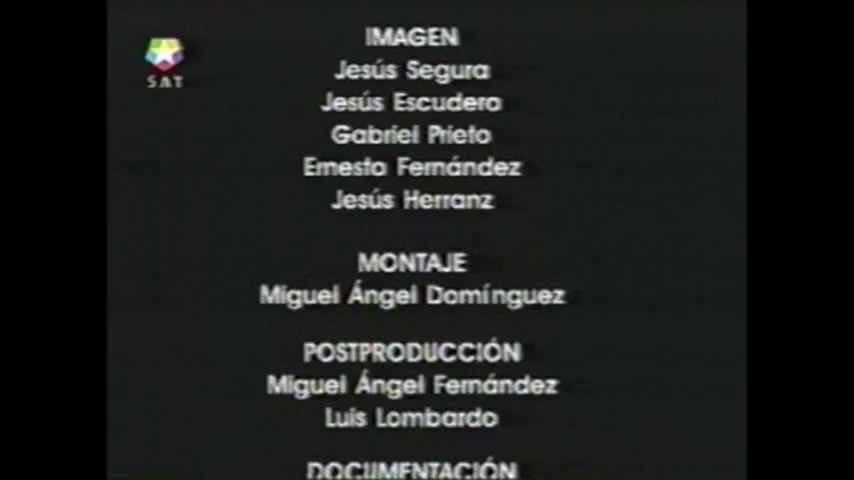 SAT
IMAGEN
Jesús Segura
Jesús Escudero
Gabriel Prieto
Ernesto Fernández
Jesús Herranz
MONTAJE
Miguel Ángel Domínguez
POSTPRODUCCIÓN
Miguel Ángel Fernández
Luis Lombardo
DOCUMENTACIÓN